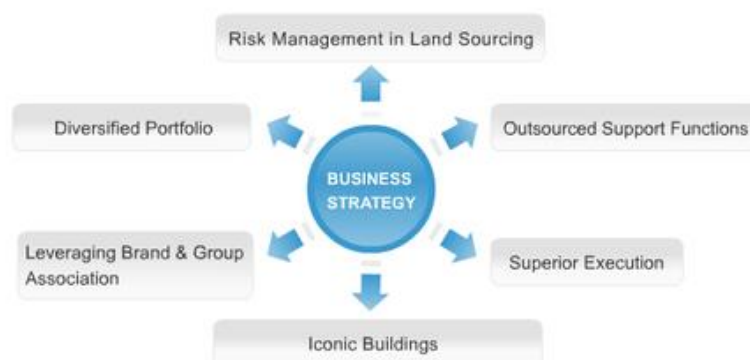 Risk Management in Land Sourcing
Diversified Portfolio
Outsourced Support Functions
BUSINESS
STRATEGY
Leveraging Brand & Group
Association
Superior Execution
Iconic Buildings